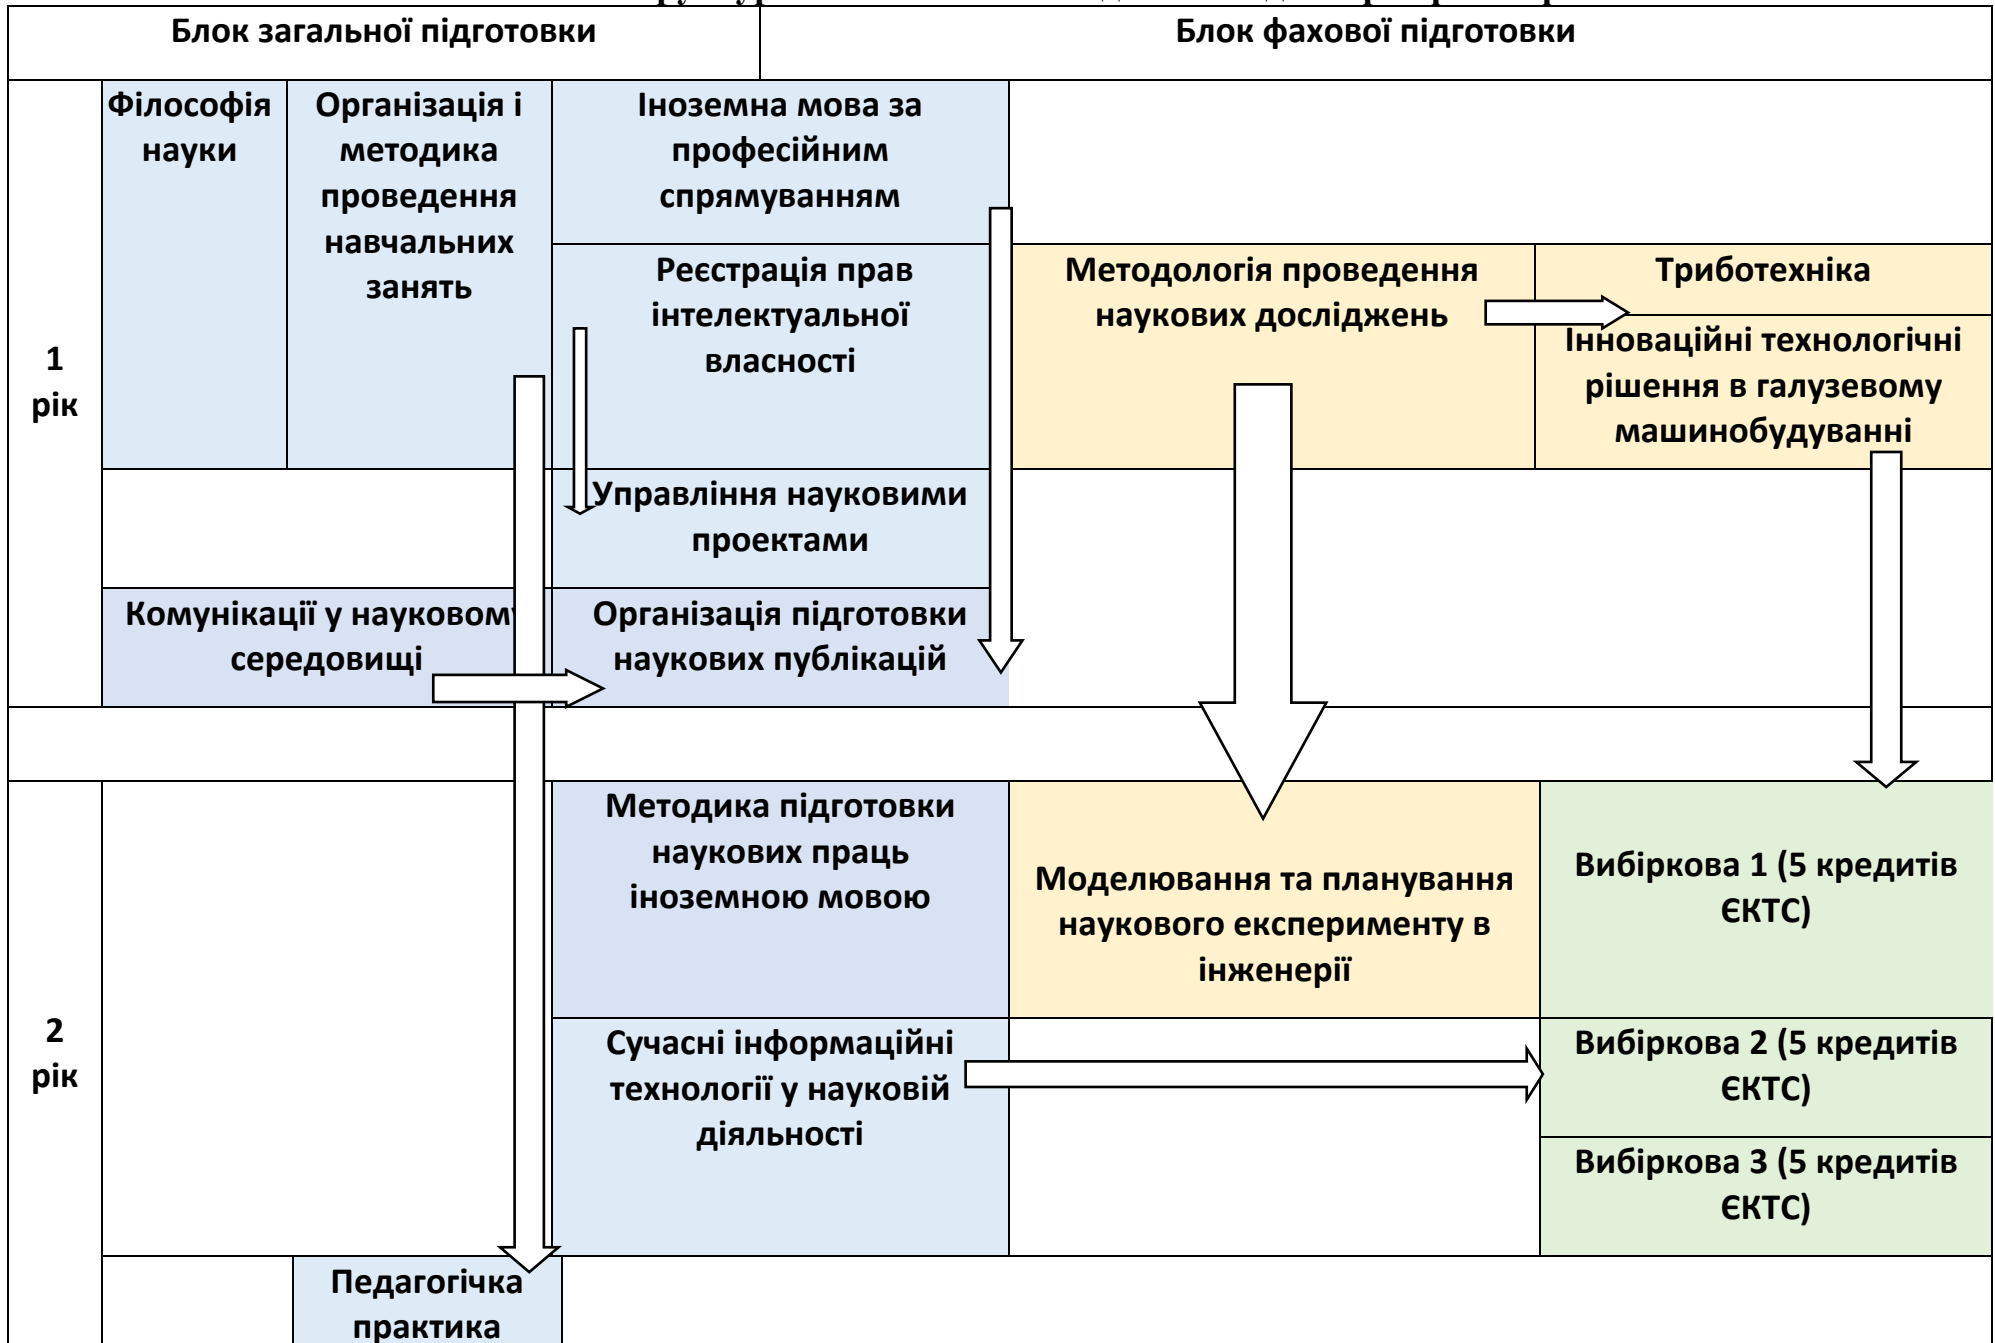 Блок загальної підготовки
Блок фахової підготовки
1
рік
Філософія
науки
Організація і
методика
проведення
навчальних
занять
Іноземна мова за
професійним
спрямуванням
Реєстрація прав
інтелектуальної
власності
Методологія проведення
наукових досліджень
Триботехніка
Інноваційні технологічні
рішення в галузевому
машинобудуванні
Управління науковими
проектами
Комунікації у науковому
середовищі
Організація підготовки
наукових публікацій
2
рік
Методика підготовки
наукових праць
іноземною мовою
Моделювання та планування
наукового експерименту в
інженерії
Вибіркова 1 (5 кредитів
ЄКТС)
Сучасні інформаційні
технології у науковій
діяльності
Вибіркова 2 (5 кредитів
ЄКТС)
Вибіркова 3 (5 кредитів
ЄКТС)
Педагогічка
практика